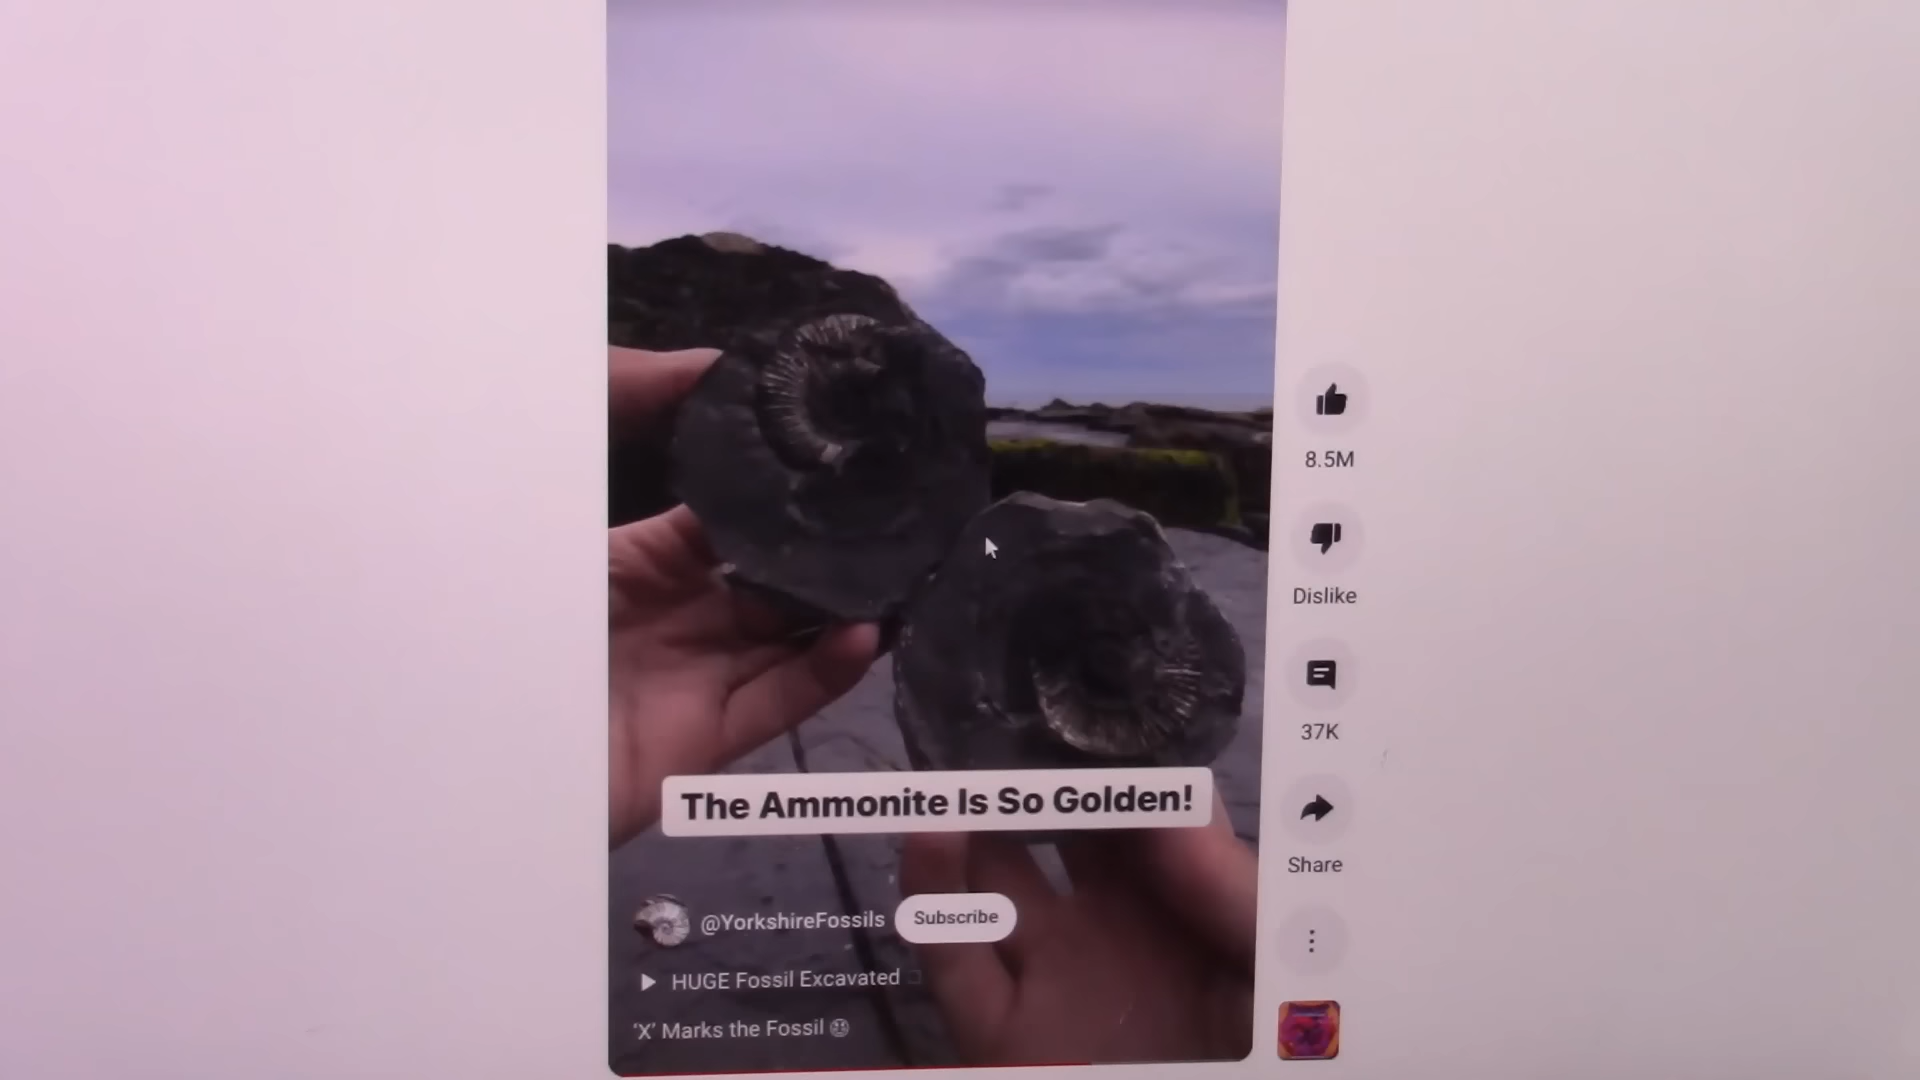 The Ammonite Is So Golden!
@YorkshireFossils Subscribe
HUGE Fossil Excavated
'X' Marks the Fossil
8.5M
Dislike
37K
Share